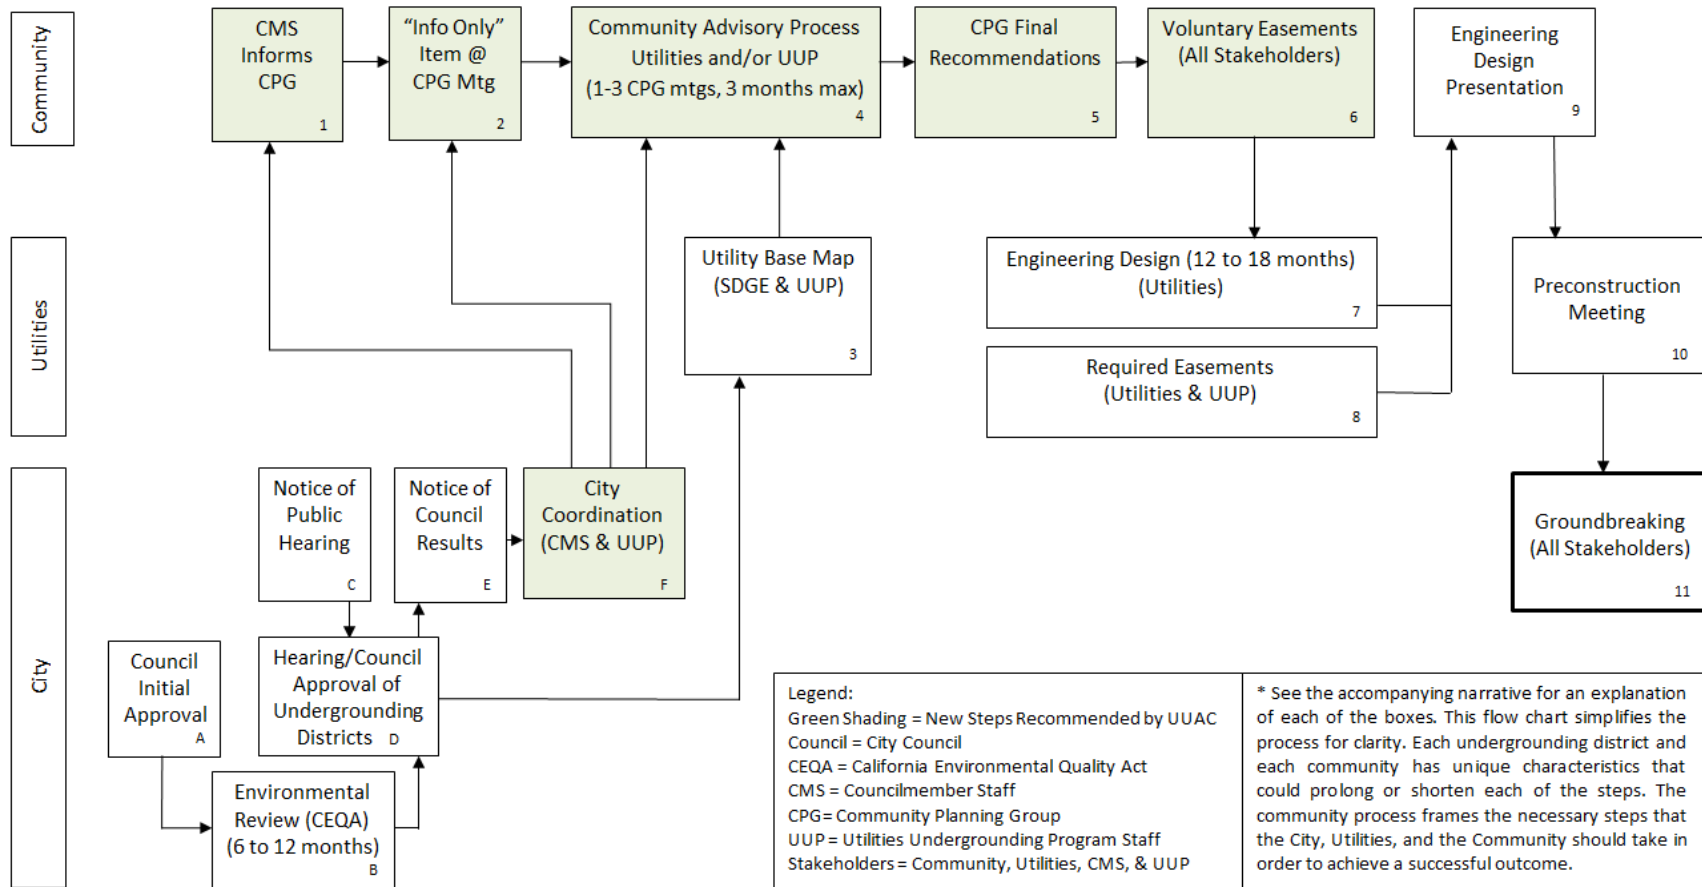 Community
CMS
Informs
CPG
1
“Info Only”
Item @
CPG Mtg
2
Community Advisory Process
Utilities and/or UUP
(1-3 CPG mtgs, 3 months max)
4
CPG Final
Recommendations
5
Voluntary Easements
(All Stakeholders)
6
Engineering
Design
Presentation
9
Utilities
Utility Base Map
(SDGE & UUP)
3
Engineering Design (12 to 18 months)
(Utilities)
7
Required Easements
(Utilities & UUP)
8
Preconstruction
Meeting
10
City
Notice of
Public
Hearing
C
Notice of
Council
Results
E
City
Coordination
(CMS & UUP)
F
Groundbreaking
(All Stakeholders)
11
Council
Initial
Approval
A
Hearing/Council
Approval of
Undergrounding
Districts D
Environmental
Review (CEQA)
(6 to 12 months)
B
Legend:
Green Shading = New Steps Recommended by UUAC
Council = City Council
CEQA = California Environmental Quality Act
CMS = Councilmember Staff
CPG= Community Planning Group
UUP = Utilities Undergrounding Program Staff
Stakeholders = Community, Utilities, CMS, & UUP
* See the accompanying narrative for an explanation
of each of the boxes. This flow chart simplifies the
process for clarity. Each undergrounding district and
each community has unique characteristics that
could prolong or shorten each of the steps. The
community process frames the necessary steps that
the City, Utilities, and the Community should take in
order to achieve a successful outcome.